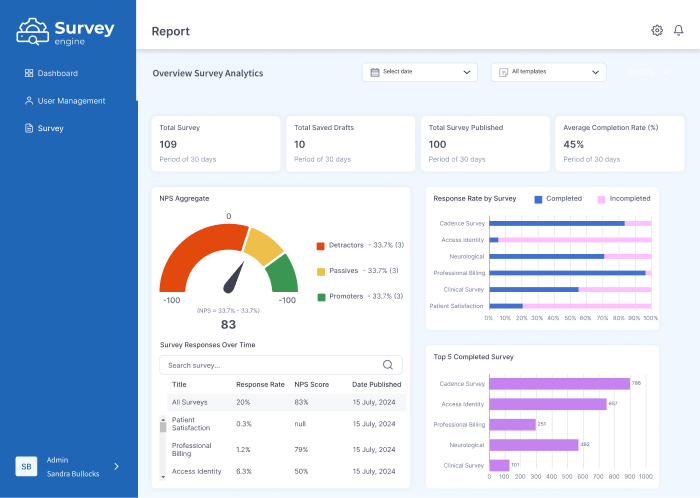 Survey
engine
Report
Dashboard
User Management
Survey
Overview Survey Analytics
Select date
All templates
Total Survey
109
Period of 30 days
Total Saved Drafts
10
Period of 30 days
Total Survey Published
100
Period of 30 days
Average Completion Rate (%)
45%
Period of 30 days
NPS Aggregate
0
-100
-100
(NPS = 33.7% - 33.7%)
83
Detractors - 33.7% (3)
Passives - 33.7% (3)
Promoters - 33.7% (3)
Response Rate by Survey
Completed
Incompleted
Cadence Survey
Access Identity
Neurological
Professional Billing
Clinical Survey
Patient Satisfaction
0% 10% 20% 30% 40% 50% 60% 70% 80% 90% 100%
Survey Responses Over Time
Search survey...
Title Response Rate NPS Score Date Published
All Surveys 20% 83% 15 July, 2024
Patient
Satisfaction 0.3% null 15 July, 2024
Professional
Billing 1.2% 79% 15 July, 2024
Access Identity 6.3% 50% 15 July, 2024
Top 5 Completed Survey
Cadence Survey
Access Identity
Professional Billing 251
Neurological
Clinical Survey 101
0 100 200 300 400 500 600 700 800 900 1000
SB
Admin
Sandra Bullocks